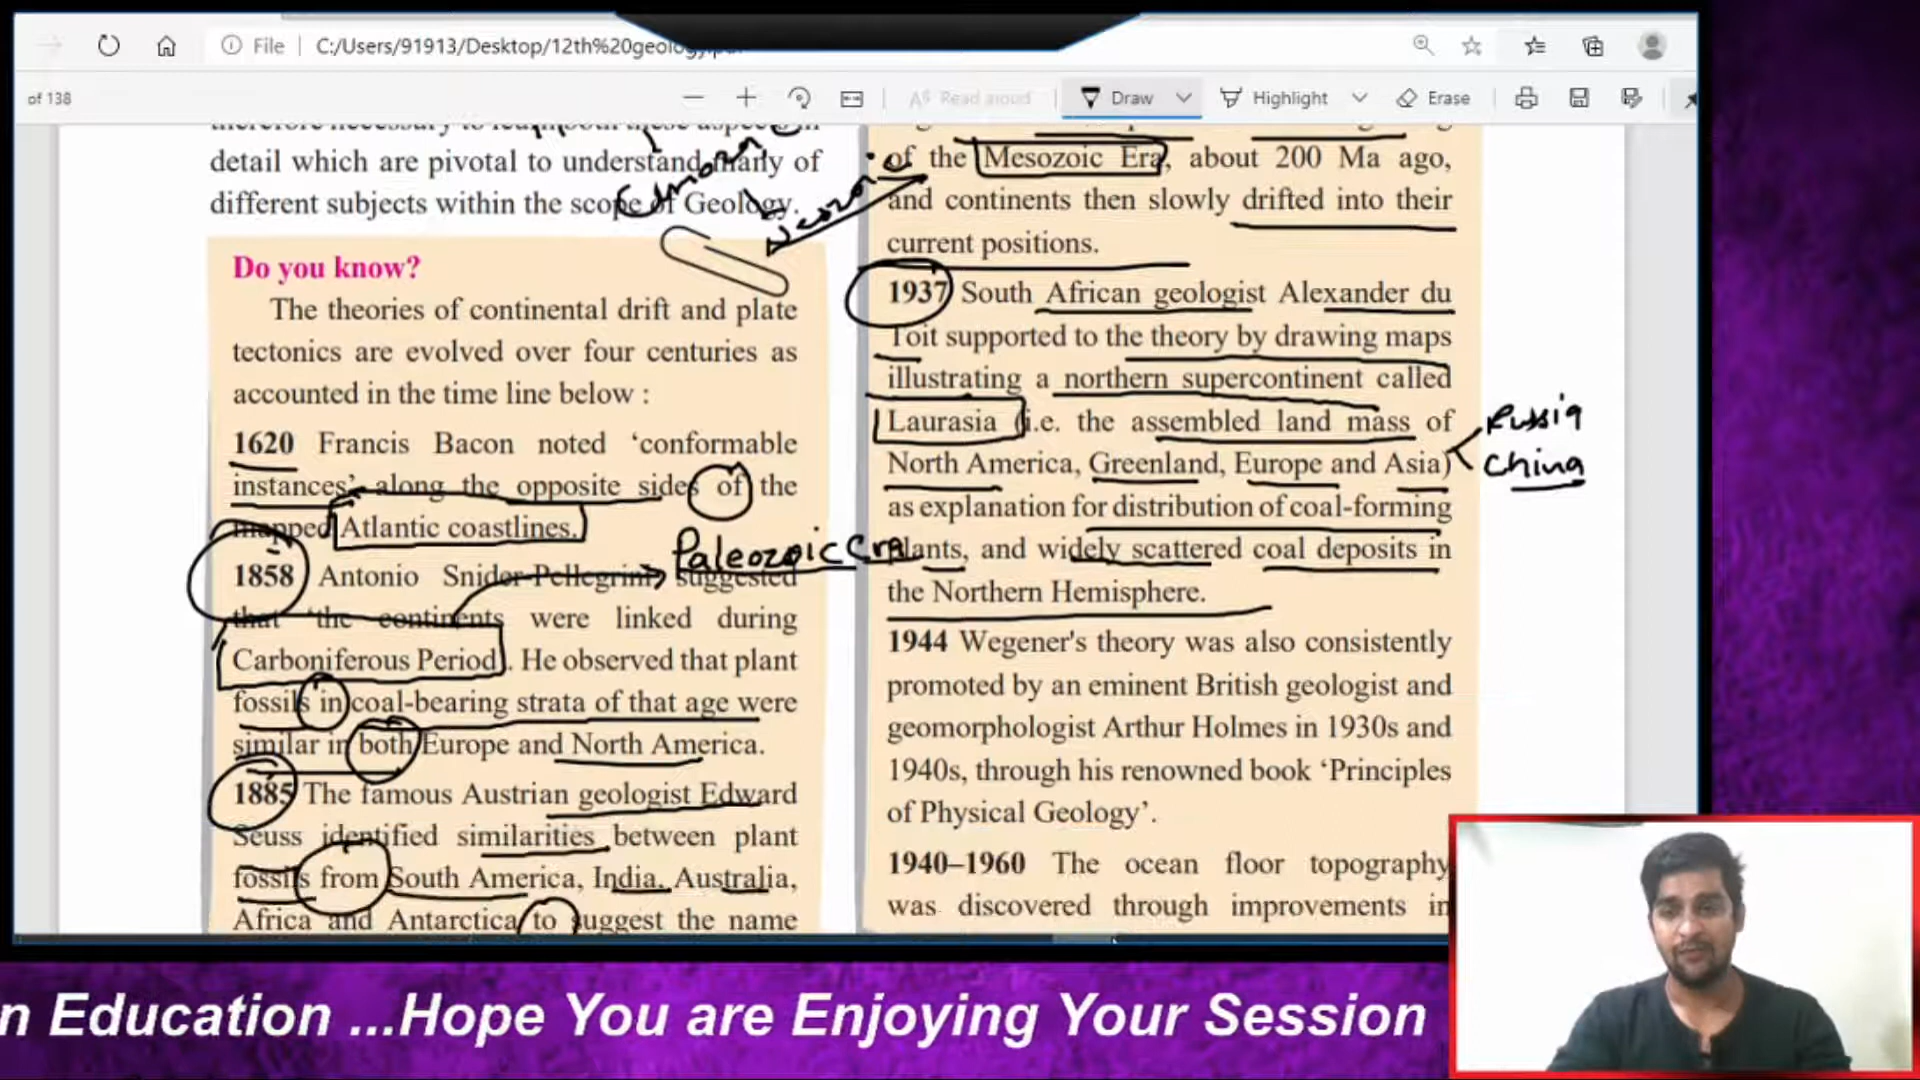 File | C:/Users/91913/Desktop/12th%20geology.pdf
of 138
Read aloud
Draw
Highlight
Erase
therefore necessary to learn both these aspects in
detail which are pivotal to understand many of
different subjects within the scope of Geology.
Do you know?
The theories of continental drift and plate
tectonics are evolved over four centuries as
accounted in the time line below :
1620 Francis Bacon noted ‘conformable
instances’ along the opposite sides of the
mapped Atlantic coastlines.
Paleozoic Era
1858 Antonio Snider-Pellegrini suggested
that ‘the continents were linked during
Carboniferous Period. He observed that plant
fossils in coal-bearing strata of that age were
similar in both Europe and North America.
1885 The famous Austrian geologist Edward
Seuss identified similarities between plant
fossils from South America, India, Australia,
Africa and Antarctica to suggest the name
of the Mesozoic Era, about 200 Ma ago,
and continents then slowly drifted into their
current positions.
1937 South African geologist Alexander du
Toit supported to the theory by drawing maps
illustrating a northern supercontinent called
Laurasia (i.e. the assembled land mass of
North America, Greenland, Europe and Asia)
Russia
China
as explanation for distribution of coal-forming
plants, and widely scattered coal deposits in
the Northern Hemisphere.
1944 Wegener's theory was also consistently
promoted by an eminent British geologist and
geomorphologist Arthur Holmes in 1930s and
1940s, through his renowned book ‘Principles
of Physical Geology’.
1940–1960 The ocean floor topography
was discovered through improvements in
n Education ...Hope You are Enjoying Your Session